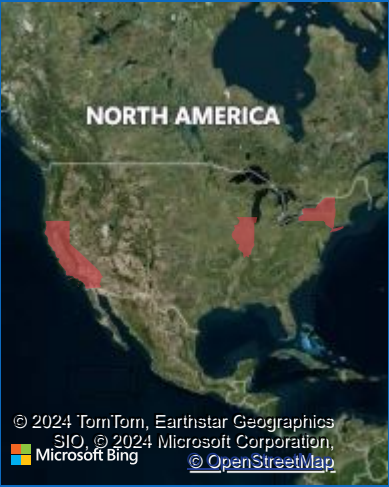 NORTH AMERICA
© 2024 TomTom, Earthstar Geographics
SIO, © 2024 Microsoft Corporation,
Microsoft Bing
© OpenStreetMap